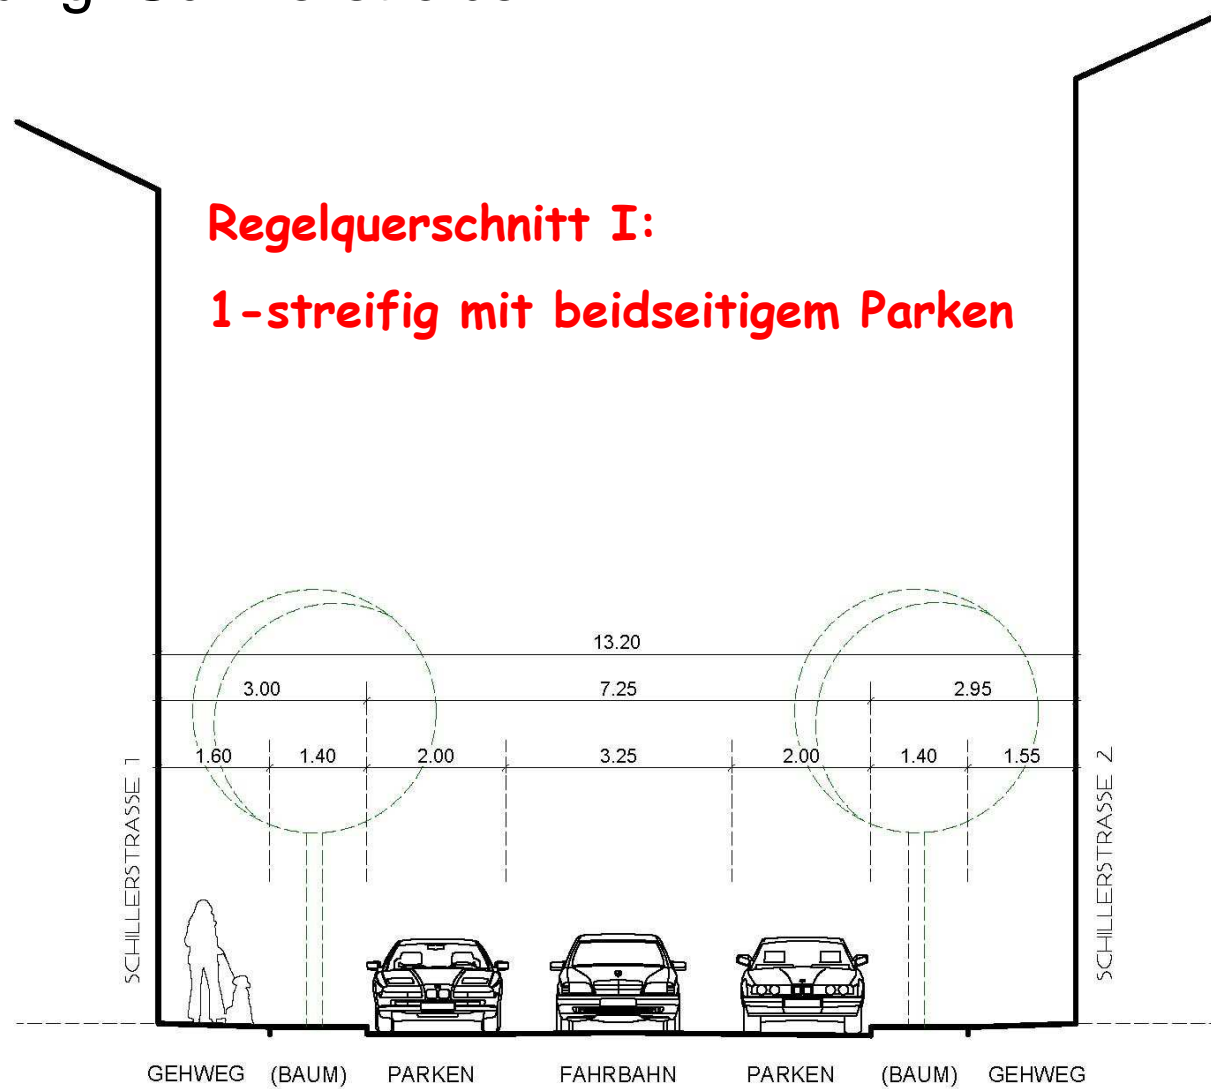 Regelquerschnitt I:
1-streifig mit beidseitigem Parken
13.20
3.00 7.25 2.95
1.60 1.40 2.00 3.25 2.00 1.40 1.55
SCHILLERSTRASSE 1
SCHILLERSTRASSE 2
GEHWEG (BAUM) PARKEN FAHRBAHN PARKEN (BAUM) GEHWEG